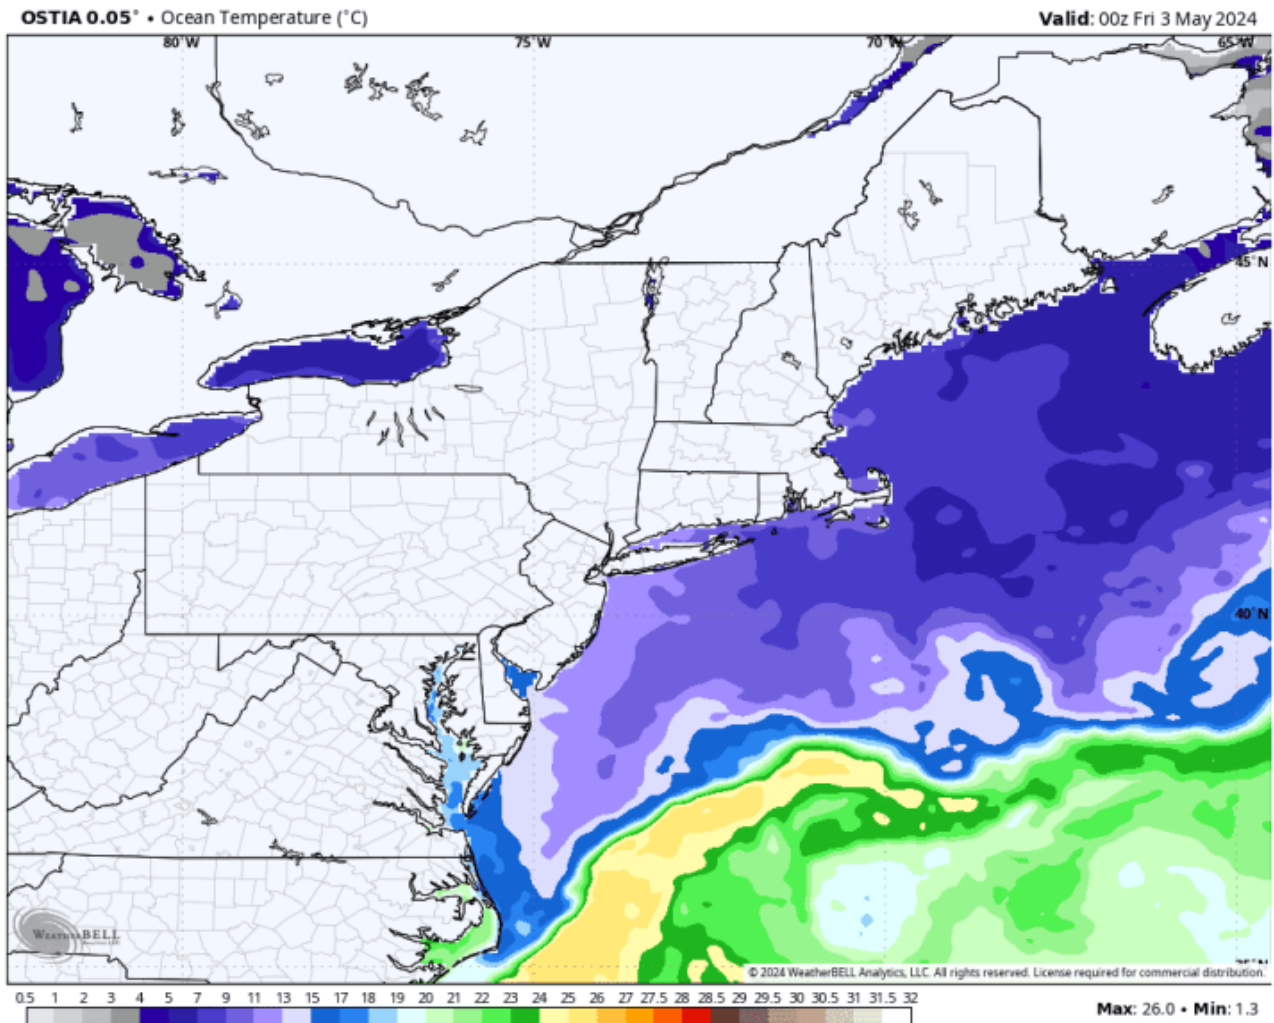 OSTIA 0.05° • Ocean Temperature (°C)
Valid: 00z Fri 3 May 2024
80°W 75°W 70°W 65°W
45°N
40°N
WEATHERBELL
© 2024 WeatherBELL Analytics, LLC. All rights reserved. License required for commercial distribution.
0.5 1 2 3 4 5 7 9 11 13 15 17 18 19 20 21 22 23 24 25 26 27 27.5 28 28.5 29 29.5 30 30.5 31 31.5 32
Max: 26.0 • Min: 1.3